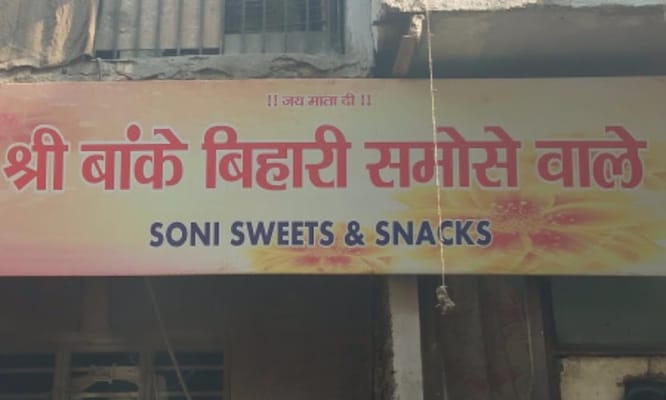 !! जय माता दी !!
श्री बांके बिहारी समोसे वाले
SONI SWEETS & SNACKS